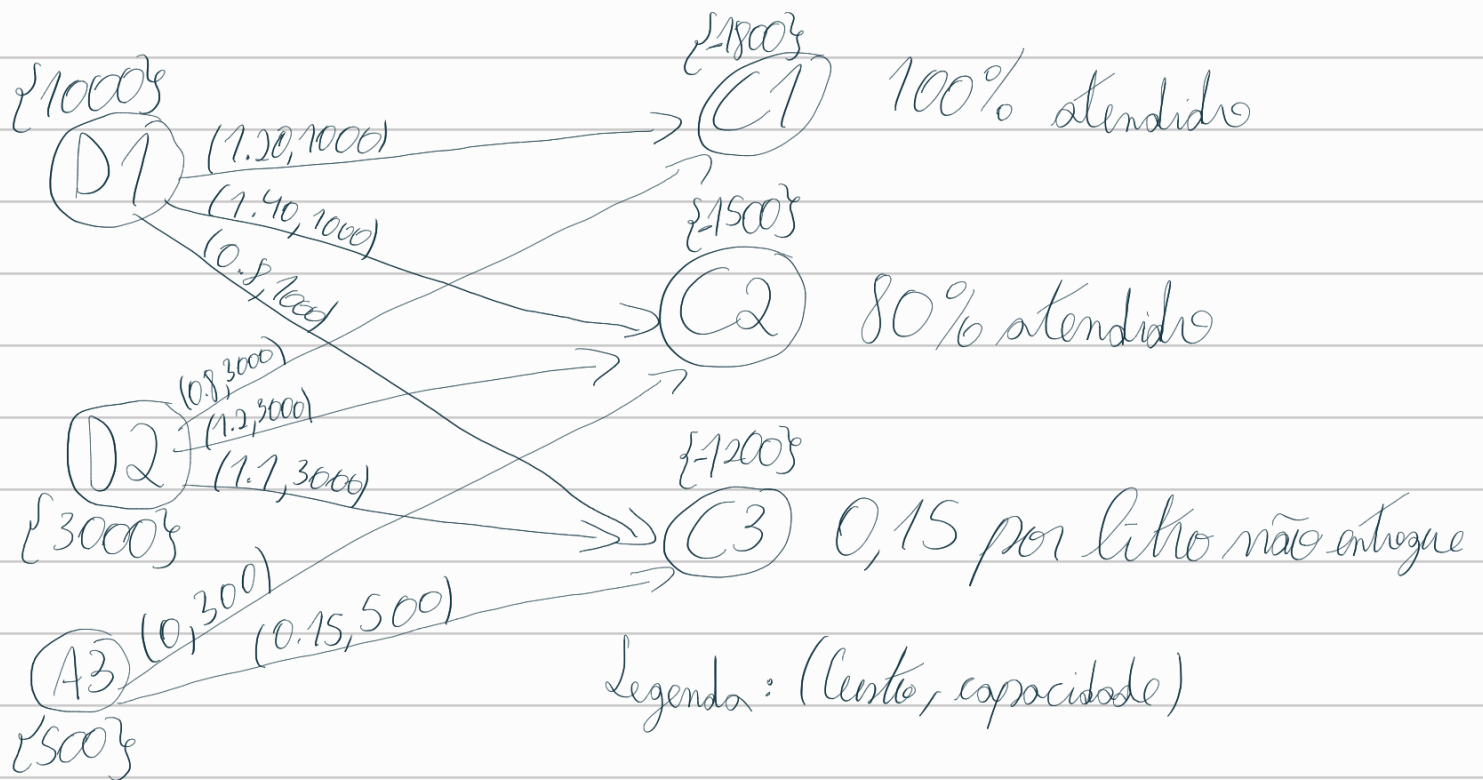 {-1800}
{1000}
C1 100% atendido
D1
(1.20,1000)
(1.40,1000)
(0.8,1000)
{-1500}
C2 80% atendido
(0.8,3000)
D2
(1.2,3000)
(1.1,3000)
{3000}
{-1200}
C3 0,15 por litro não entregue
A3
(0,300)
(0.15,500)
{500}
Legenda: (Custo, capacidade)